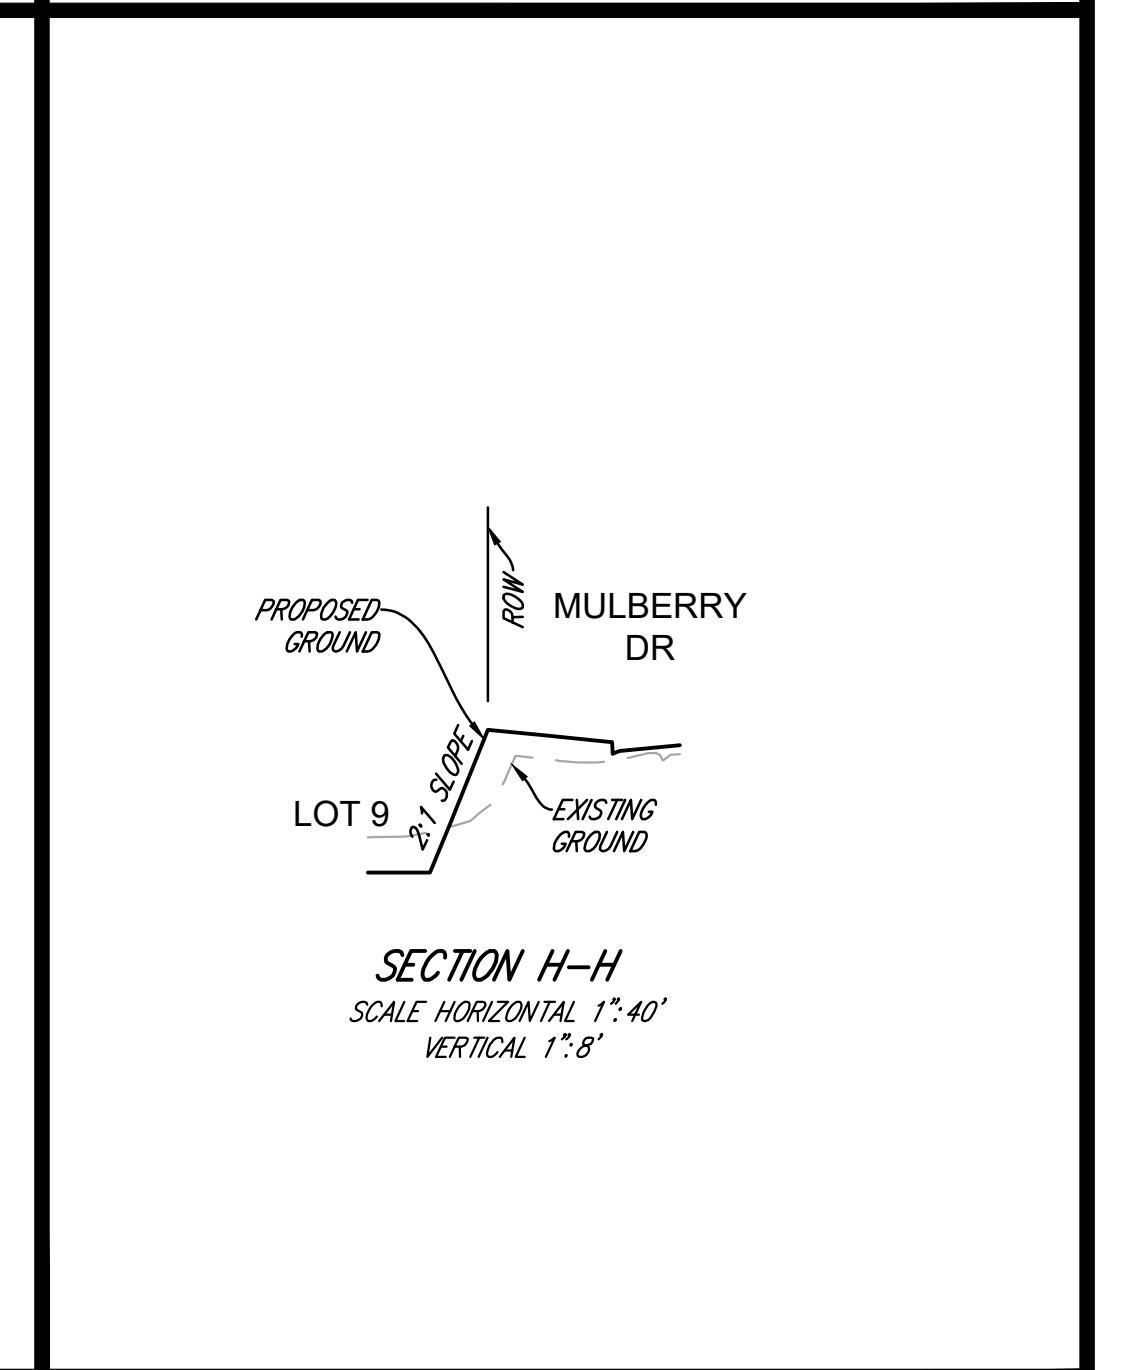 ROW
MULBERRY
DR
PROPOSED
GROUND
2:1 SLOPE
LOT 9
EXISTING
GROUND
SECTION H-H
SCALE HORIZONTAL 1":40'
VERTICAL 1":8'